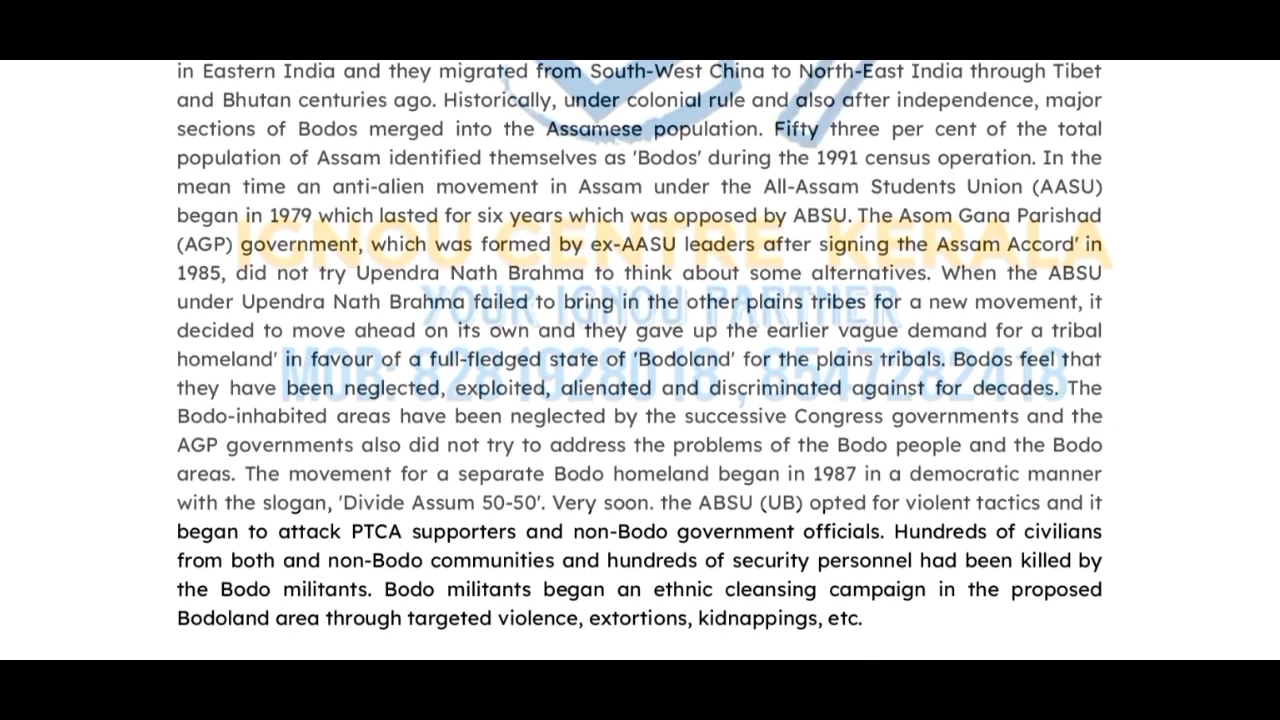 in Eastern India and they migrated from South-West China to North-East India through Tibet
and Bhutan centuries ago. Historically, under colonial rule and also after independence, major
sections of Bodos merged into the Assamese population. Fifty three per cent of the total
population of Assam identified themselves as 'Bodos' during the 1991 census operation. In the
mean time an anti-alien movement in Assam under the All-Assam Students Union (AASU)
began in 1979 which lasted for six years which was opposed by ABSU. The Asom Gana Parishad
(AGP) government, which was formed by ex-AASU leaders after signing the Assam Accord' in
1985, did not try Upendra Nath Brahma to think about some alternatives. When the ABSU
under Upendra Nath Brahma failed to bring in the other plains tribes for a new movement, it
decided to move ahead on its own and they gave up the earlier vague demand for a tribal
homeland' in favour of a full-fledged state of 'Bodoland' for the plains tribals. Bodos feel that
they have been neglected, exploited, alienated and discriminated against for decades. The
Bodo-inhabited areas have been neglected by the successive Congress governments and the
AGP governments also did not try to address the problems of the Bodo people and the Bodo
areas. The movement for a separate Bodo homeland began in 1987 in a democratic manner
with the slogan, 'Divide Assum 50-50'. Very soon. the ABSU (UB) opted for violent tactics and it
began to attack PTCA supporters and non-Bodo government officials. Hundreds of civilians
from both and non-Bodo communities and hundreds of security personnel had been killed by
the Bodo militants. Bodo militants began an ethnic cleansing campaign in the proposed
Bodoland area through targeted violence, extortions, kidnappings, etc.
IGNOU CENTRE KERALA
YOUR IGNOU PARTNER
MOB: 8281928018, 8547282418